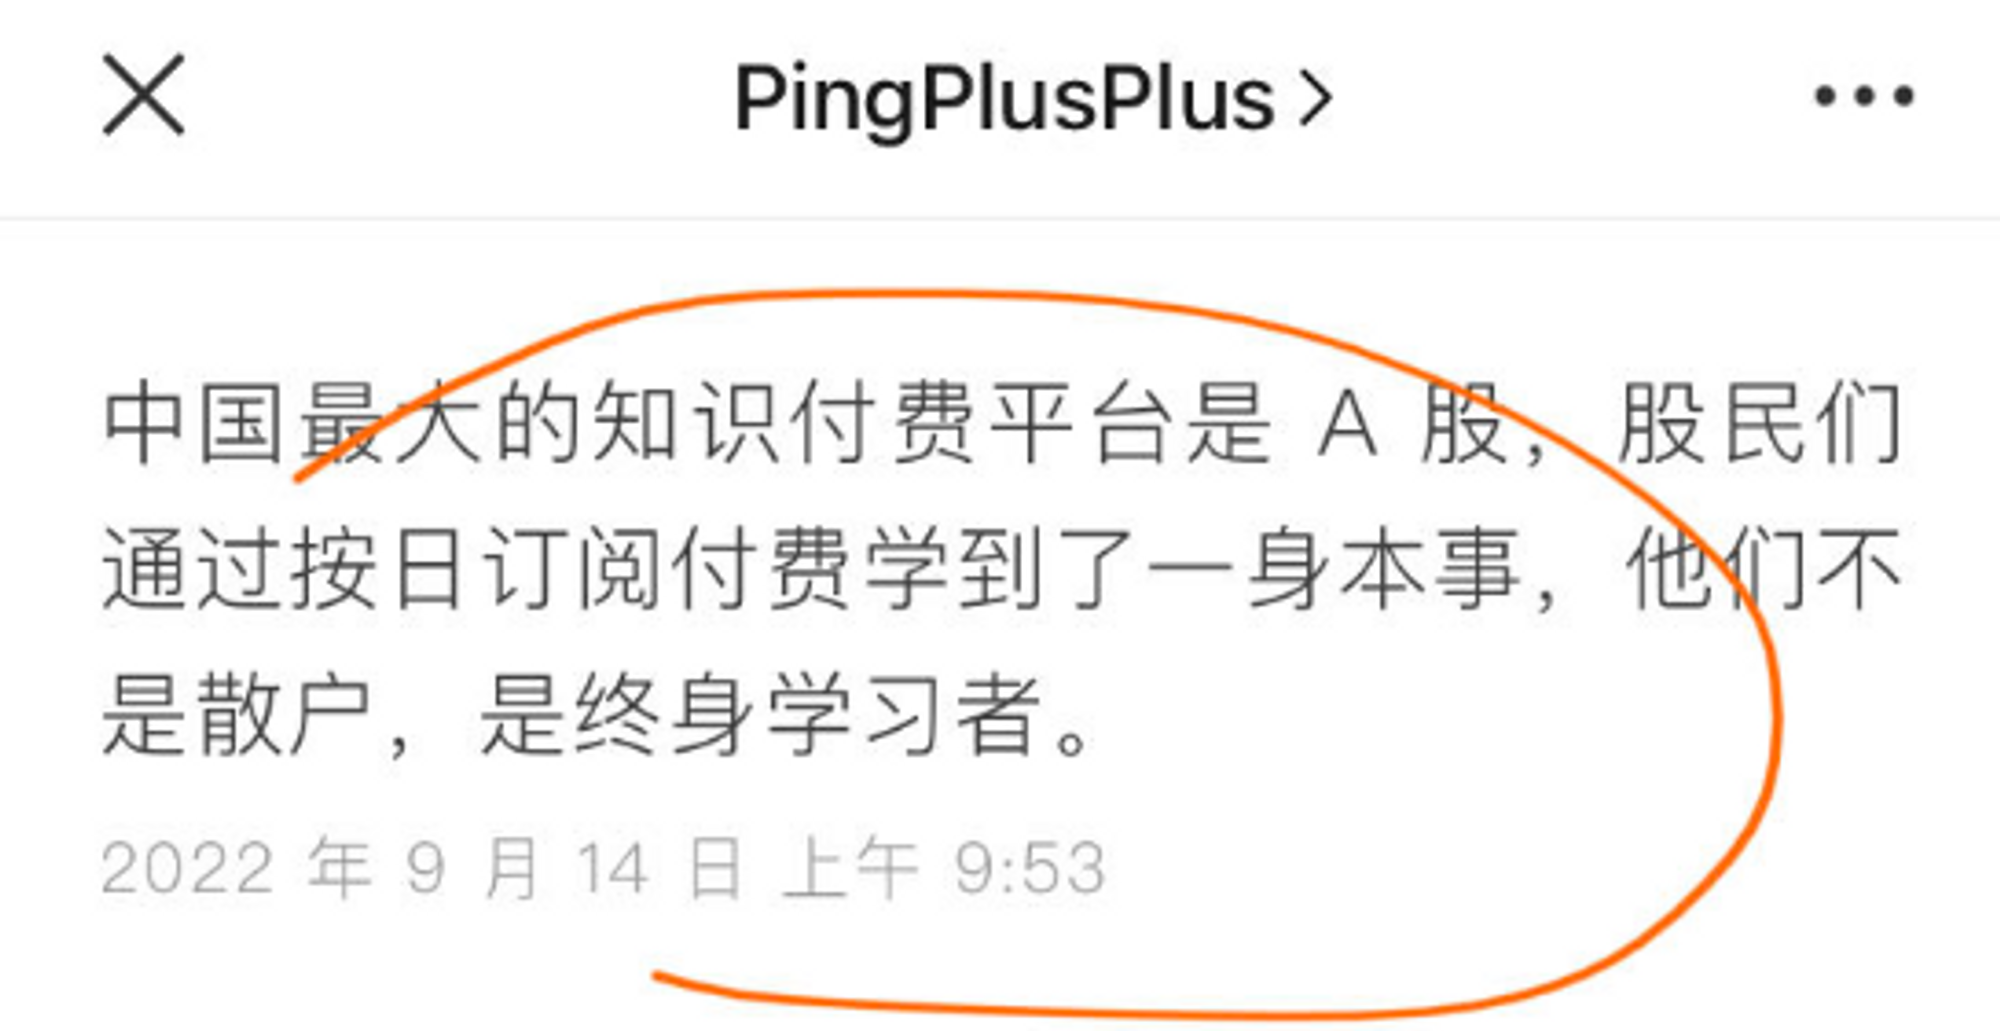 PingPlusPlus
中国最大的知识付费平台是 A 股，股民们
通过按日订阅付费学到了一身本事，他们不
是散户，是终身学习者。
2022 年 9 月 14 日 上午 9:53